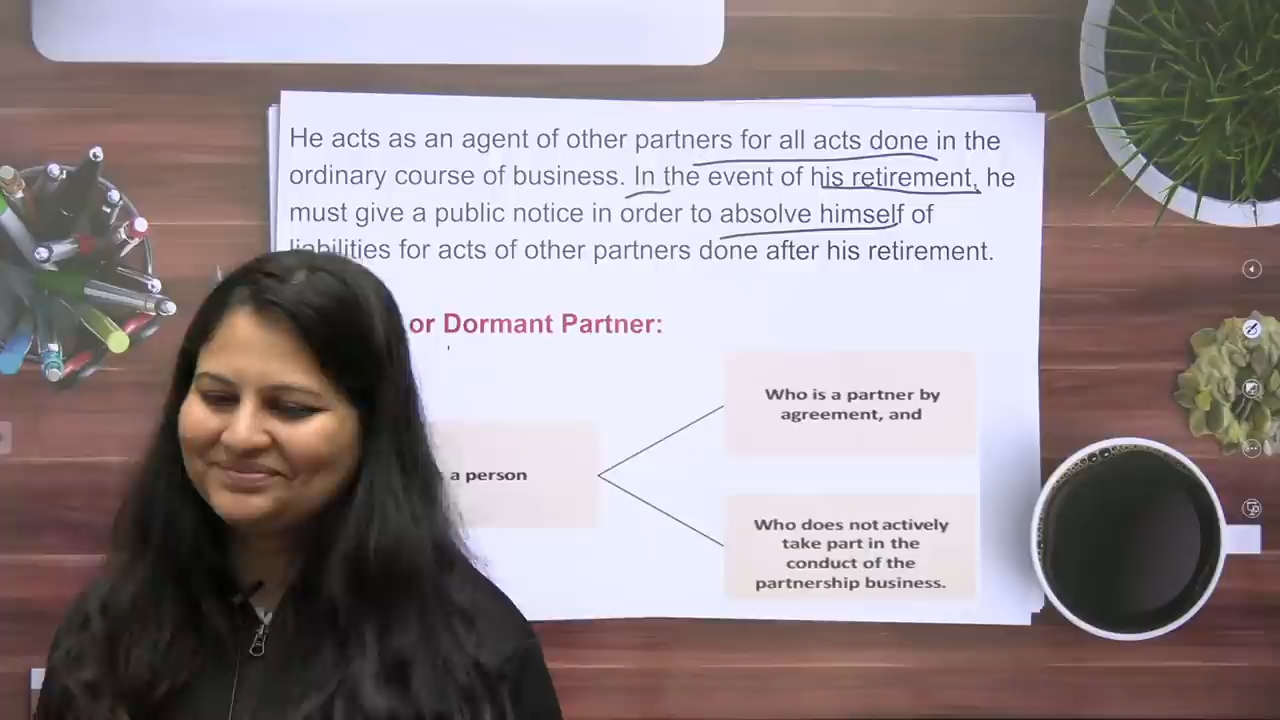 He acts as an agent of other partners for all acts done in the
ordinary course of business. In the event of his retirement, he
must give a public notice in order to absolve himself of
liabilities for acts of other partners done after his retirement.
or Dormant Partner:
a person
Who is a partner by
agreement, and
Who does not actively
take part in the
conduct of the
partnership business.